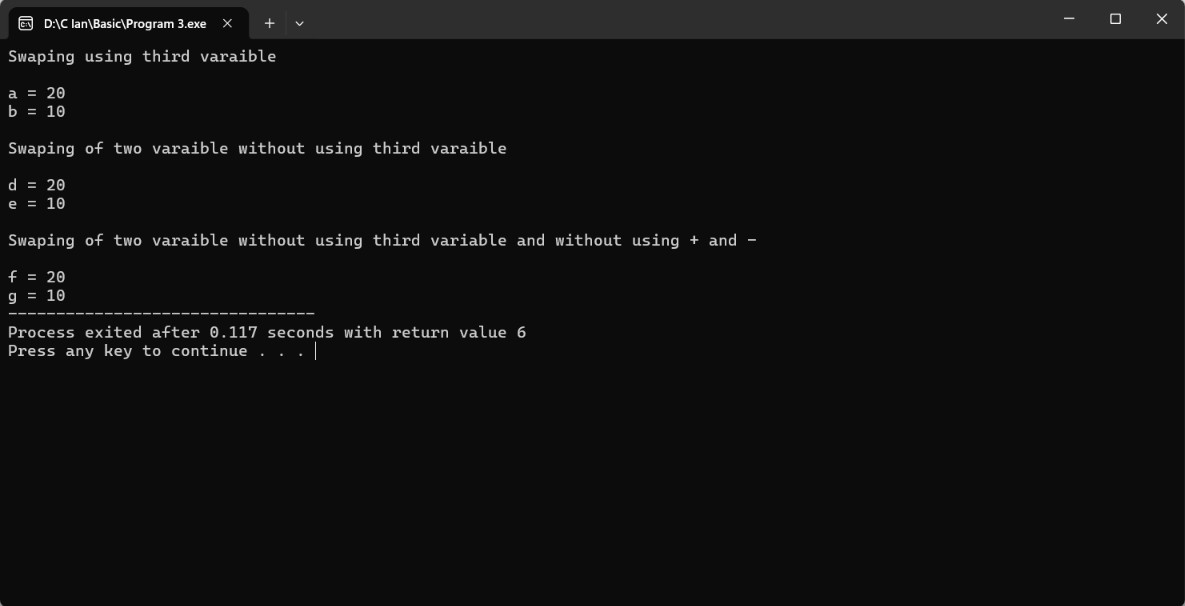 D:\C lan\Basic\Program 3.exe
Swaping using third varaible
a = 20
b = 10
Swaping of two varaible without using third varaible
d = 20
e = 10
Swaping of two varaible without using third variable and without using + and -
f = 20
g = 10
--------------------------------
Process exited after 0.117 seconds with return value 6
Press any key to continue . . .